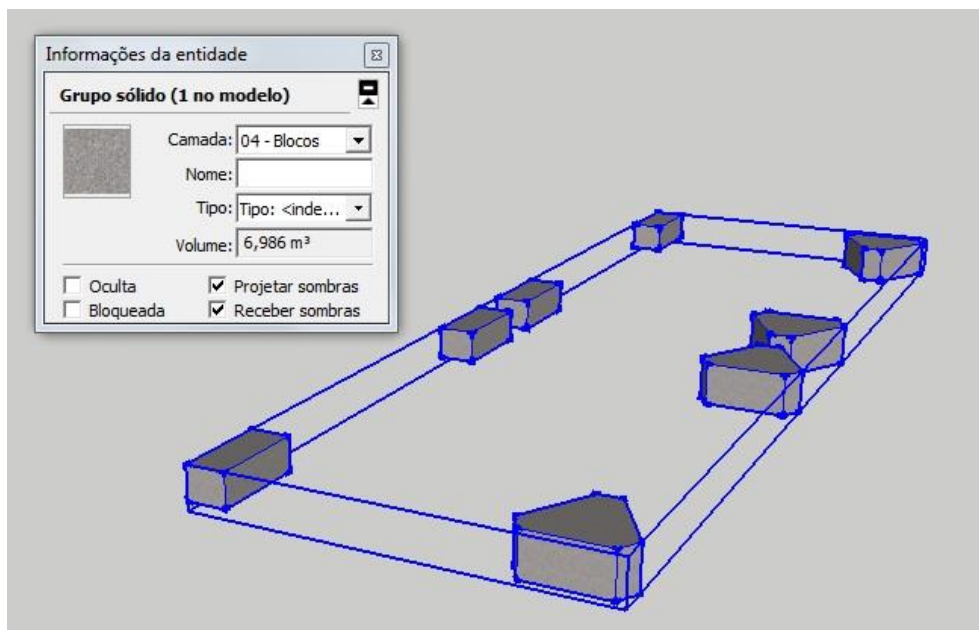 Informações da entidade
Grupo sólido (1 no modelo)
Camada: 04 - Blocos
Nome:
Tipo: Tipo: <inde...
Volume: 6,986 m³
Oculta Projetar sombras
Bloqueada Receber sombras